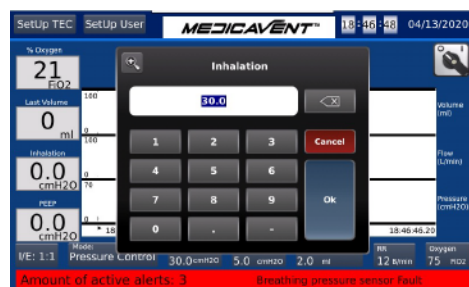 SetUp TEC SetUp User MEDICAVENT™ 18:46:48 04/13/2020
% Oxygen
21
FiO2
Last Volume
0
ml
Inhalation
0.0
cmH2O
PEEP
0.0
cmH2O
100
0
100
0
70
0
* 18
18:46:46.20
Inhalation
30.0
1 2 3 Cancel
4 5 6
7 8 9 Ok
0 . -
O I
Volume
(ml)
Flow
(L/min)
Pressure
(cmH2O)
I/E: 1:1 Mode:
Pressure Control 30.0 cmH2O 5.0 cmH2O 2.0 ml
RR
12 B/min
Oxygen
75 FiO2
Amount of active alerts: 3 Breathing pressure sensor Fault